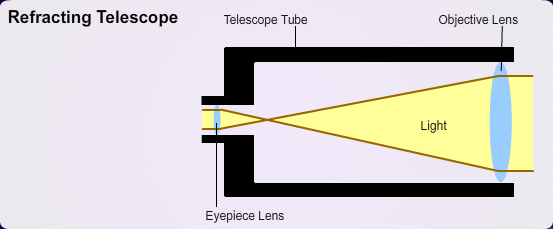 Refracting Telescope
Telescope Tube
Objective Lens
Light
Eyepiece Lens